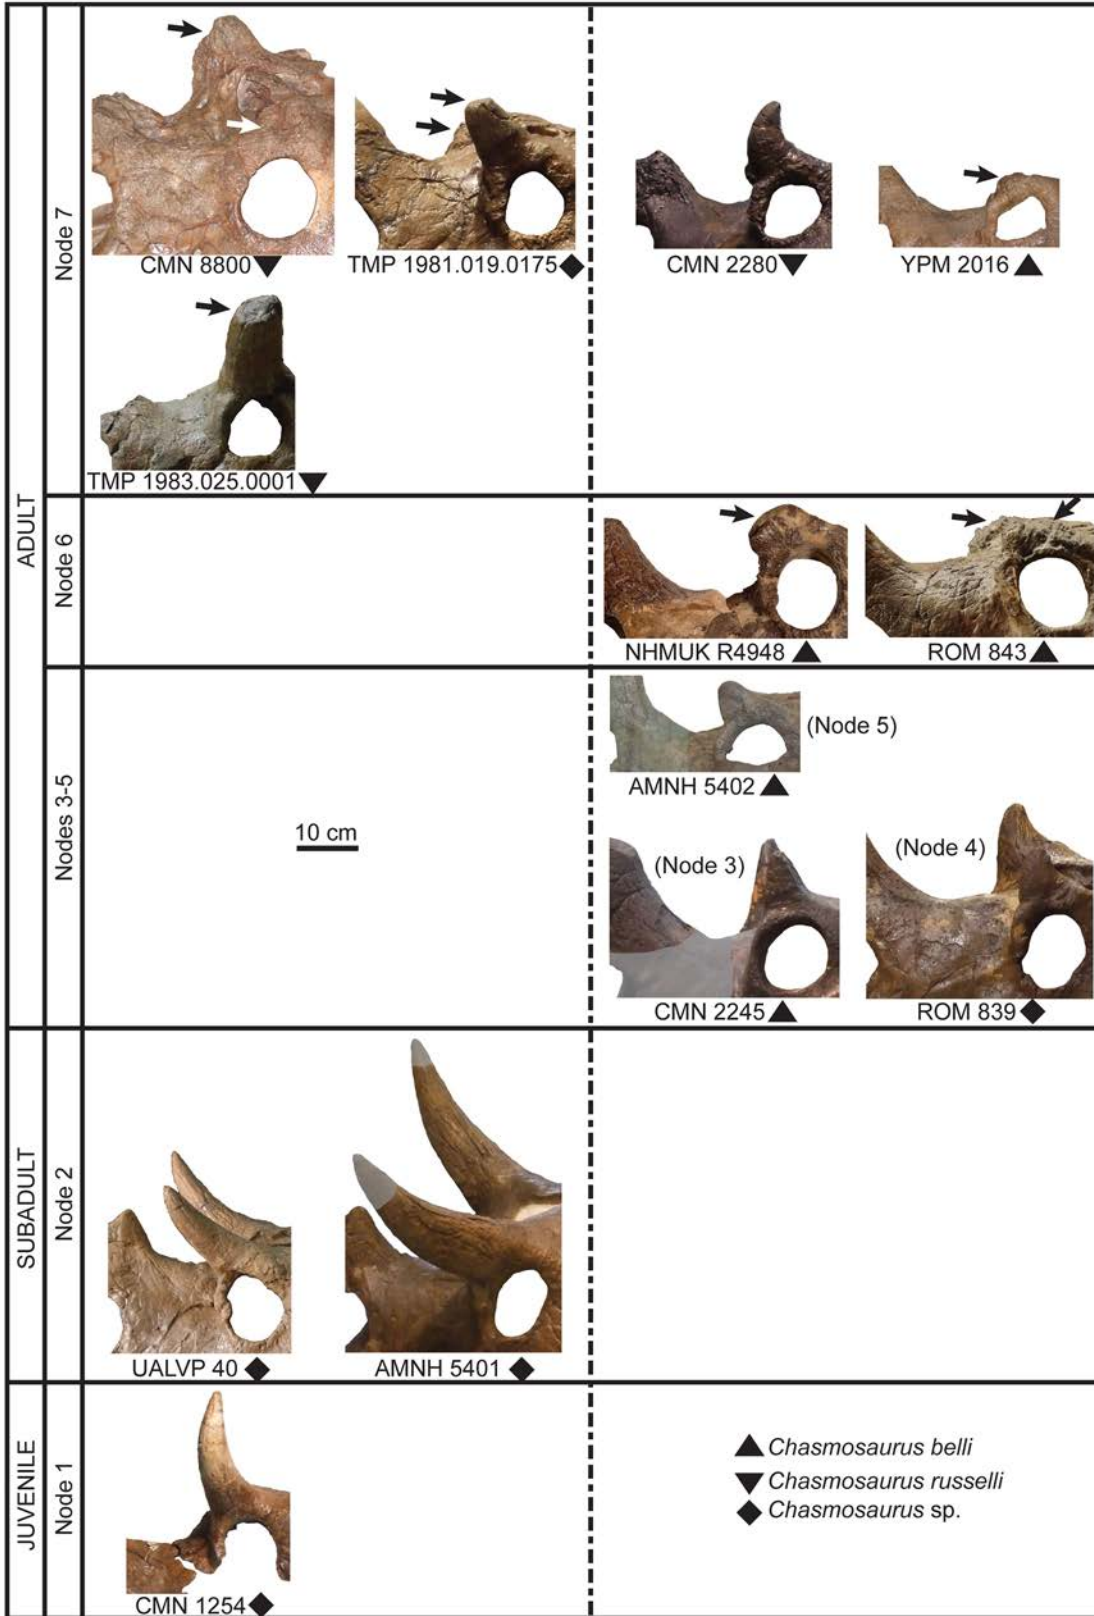 ADULT
Node 7
CMN 8800
TMP 1981.019.0175
CMN 2280
YPM 2016
TMP 1983.025.0001
Node 6
NHMUK R4948
ROM 843
Nodes 3-5
(Node 5)
AMNH 5402
10 cm
(Node 3)
(Node 4)
CMN 2245
ROM 839
SUBADULT
Node 2
UALVP 40
AMNH 5401
JUVENILE
Node 1
CMN 1254
Chasmosaurus belli
Chasmosaurus russelli
Chasmosaurus sp.